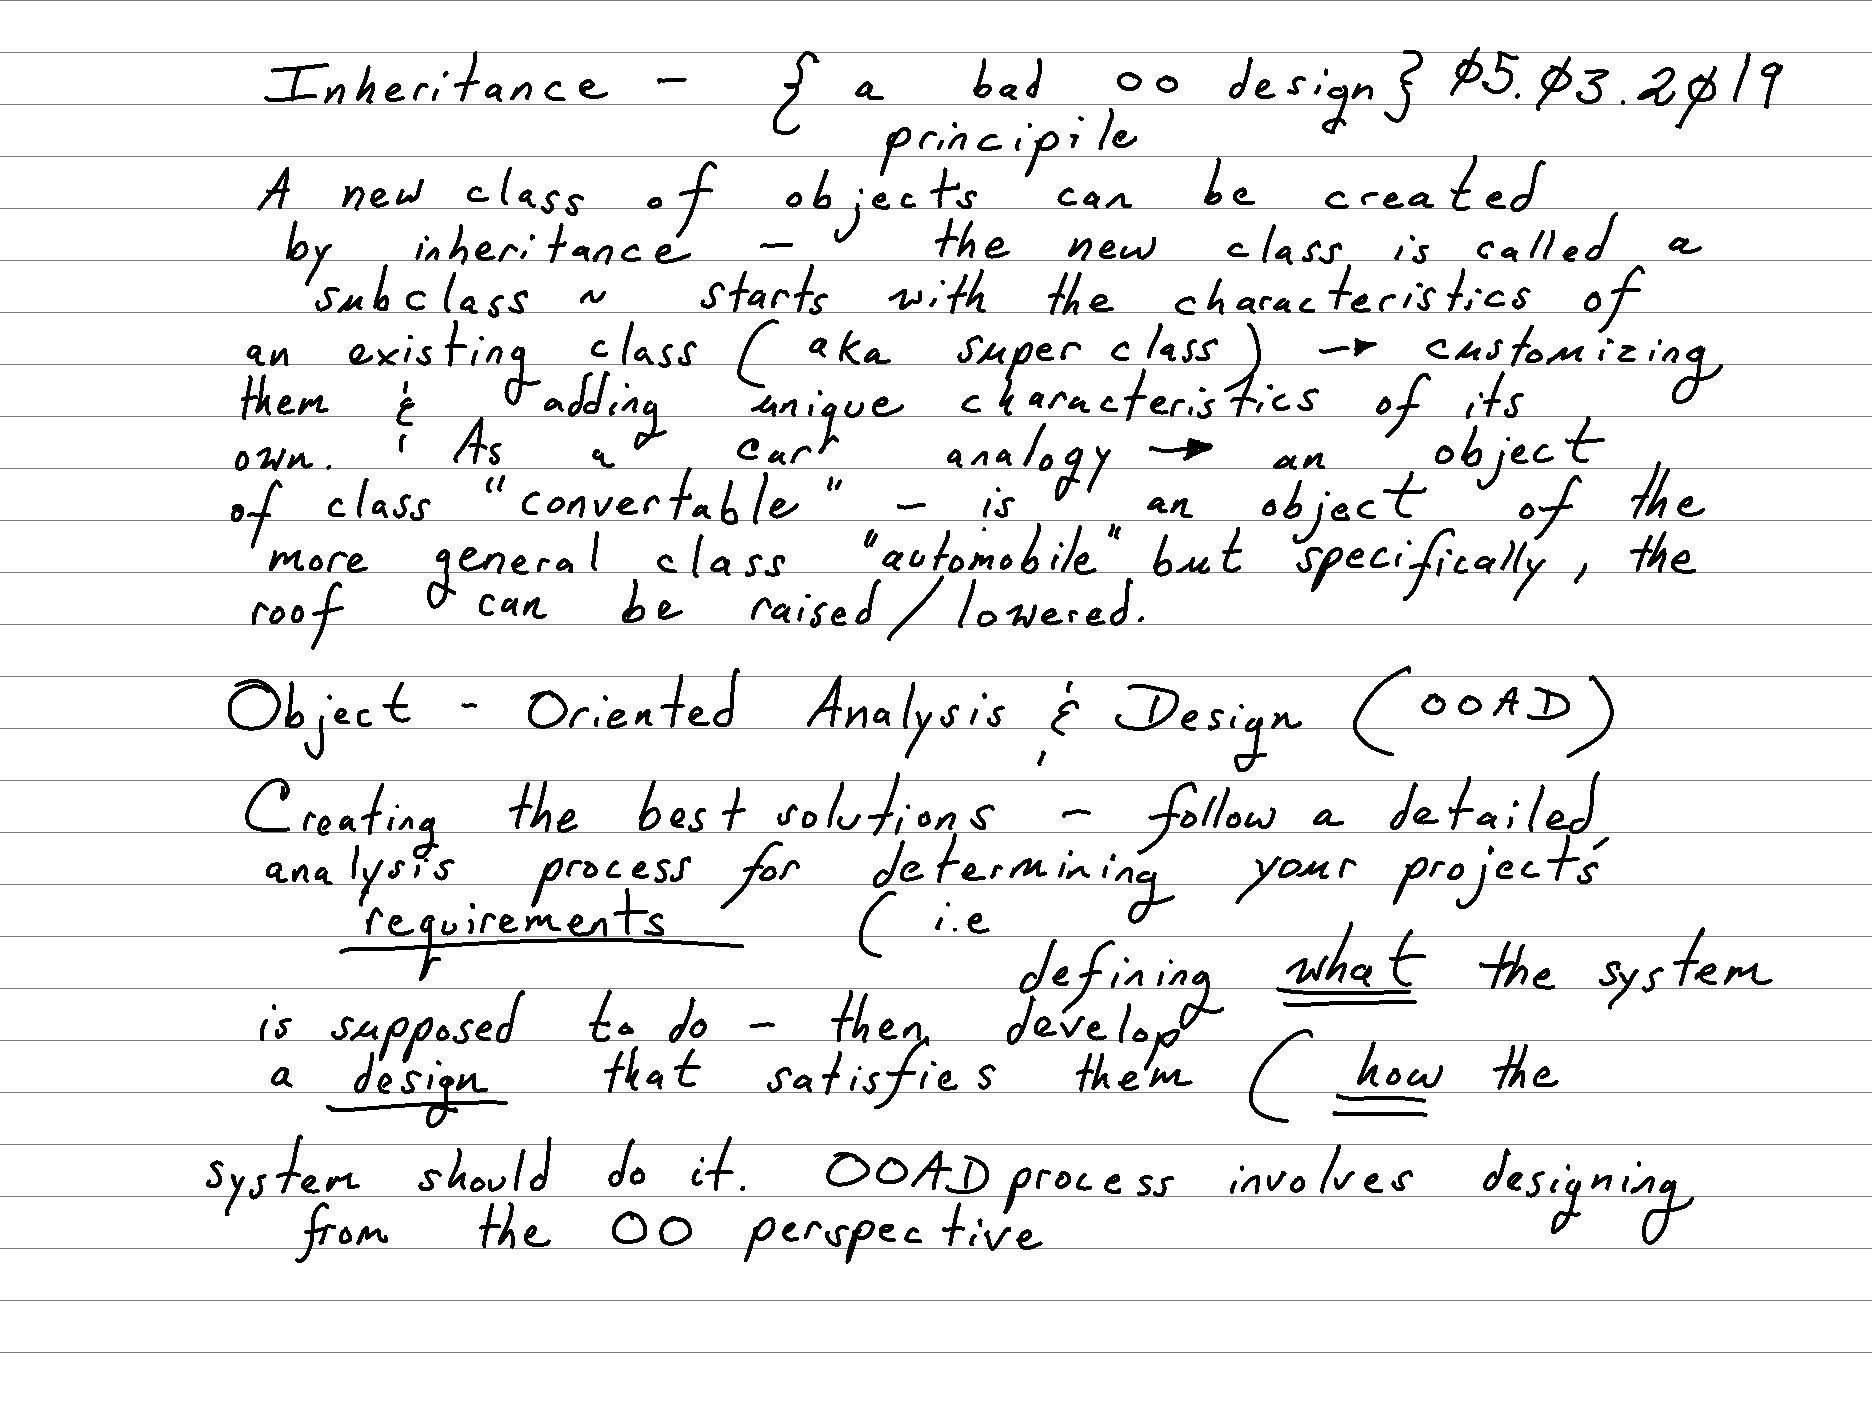 Inheritance - { a bad OO design } Ø5.Ø3.2Ø19
principile
A new class of objects can be created
by inheritance - the new class is called a
subclass ~ starts with the characteristics of
an existing class (aka super class) → customizing
them & adding unique characteristics of its
own. As a car analogy → an object
of class "convertable" - is an object of the
more general class "automobile" but specifically, the
roof can be raised/lowered.
Object - Oriented Analysis & Design (OOAD)
Creating the best solutions - follow a detailed
analysis process for determining your project's
requirements (i.e
defining what the system
is supposed to do - then develop
a design that satisfies them (how the
system should do it. OOAD process involves designing
from the OO perspective